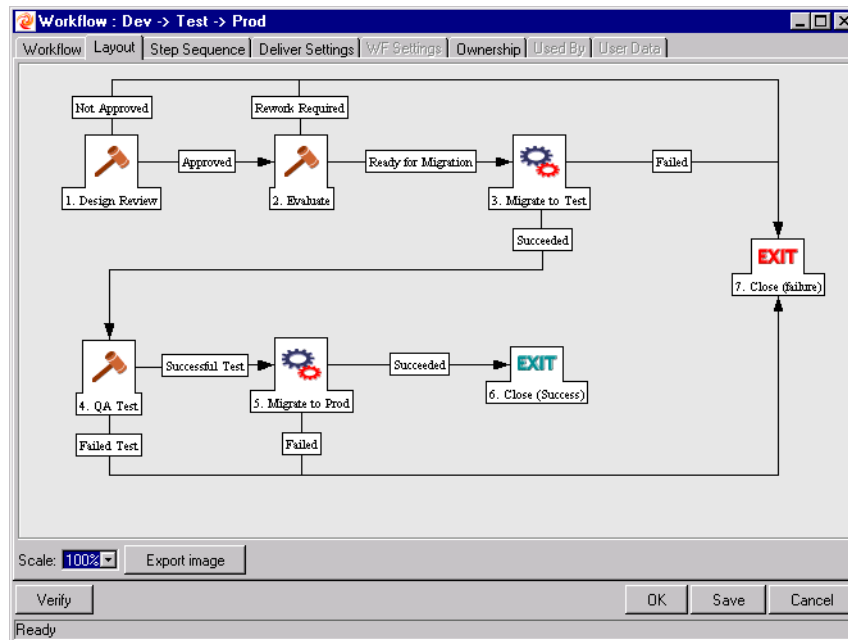 Workflow : Dev -> Test -> Prod
Workflow Layout Step Sequence Deliver Settings WF Settings Ownership Used By User Data
Not Approved Rework Required
Approved Ready for Migration Failed
1. Design Review 2. Evaluate 3. Migrate to Test
Succeeded
EXIT
7. Close (failure)
Successful Test Succeeded EXIT
4. QA Test 5. Migrate to Prod 6. Close (Success)
Failed Test Failed
Scale: 100% Export image
Verify OK Save Cancel
Ready